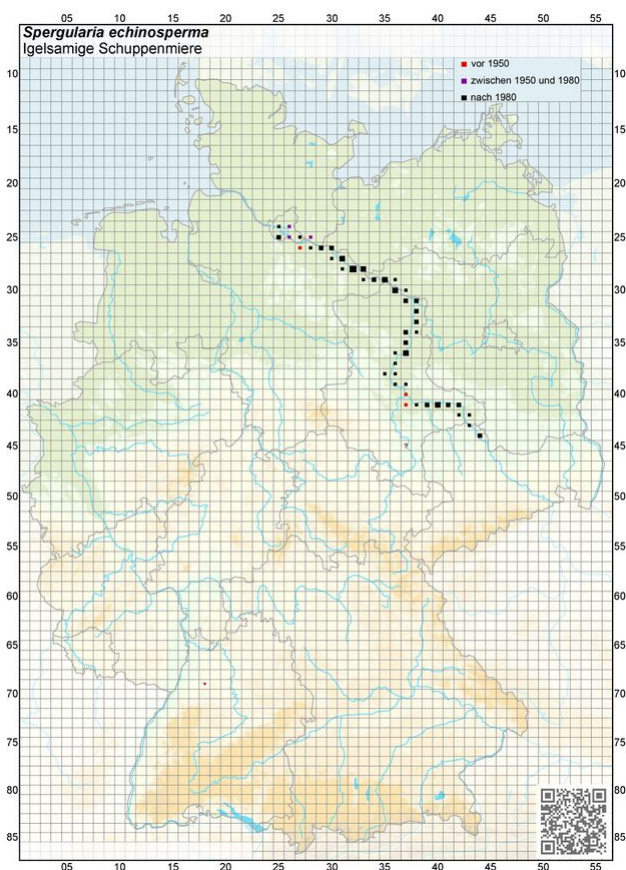 05 10 15 20 25 30 35 40 45 50 55
Spergularia echinosperma
Igelsamige Schuppenmiere
vor 1950
zwischen 1950 und 1980
nach 1980
10 10
15 15
20 20
25 25
30 30
35 35
40 40
45 45
?
50 50
55 55
60 60
65 65
70 70
75 75
80 80
85 85
05 10 15 20 25 30 35 40 45 50 55